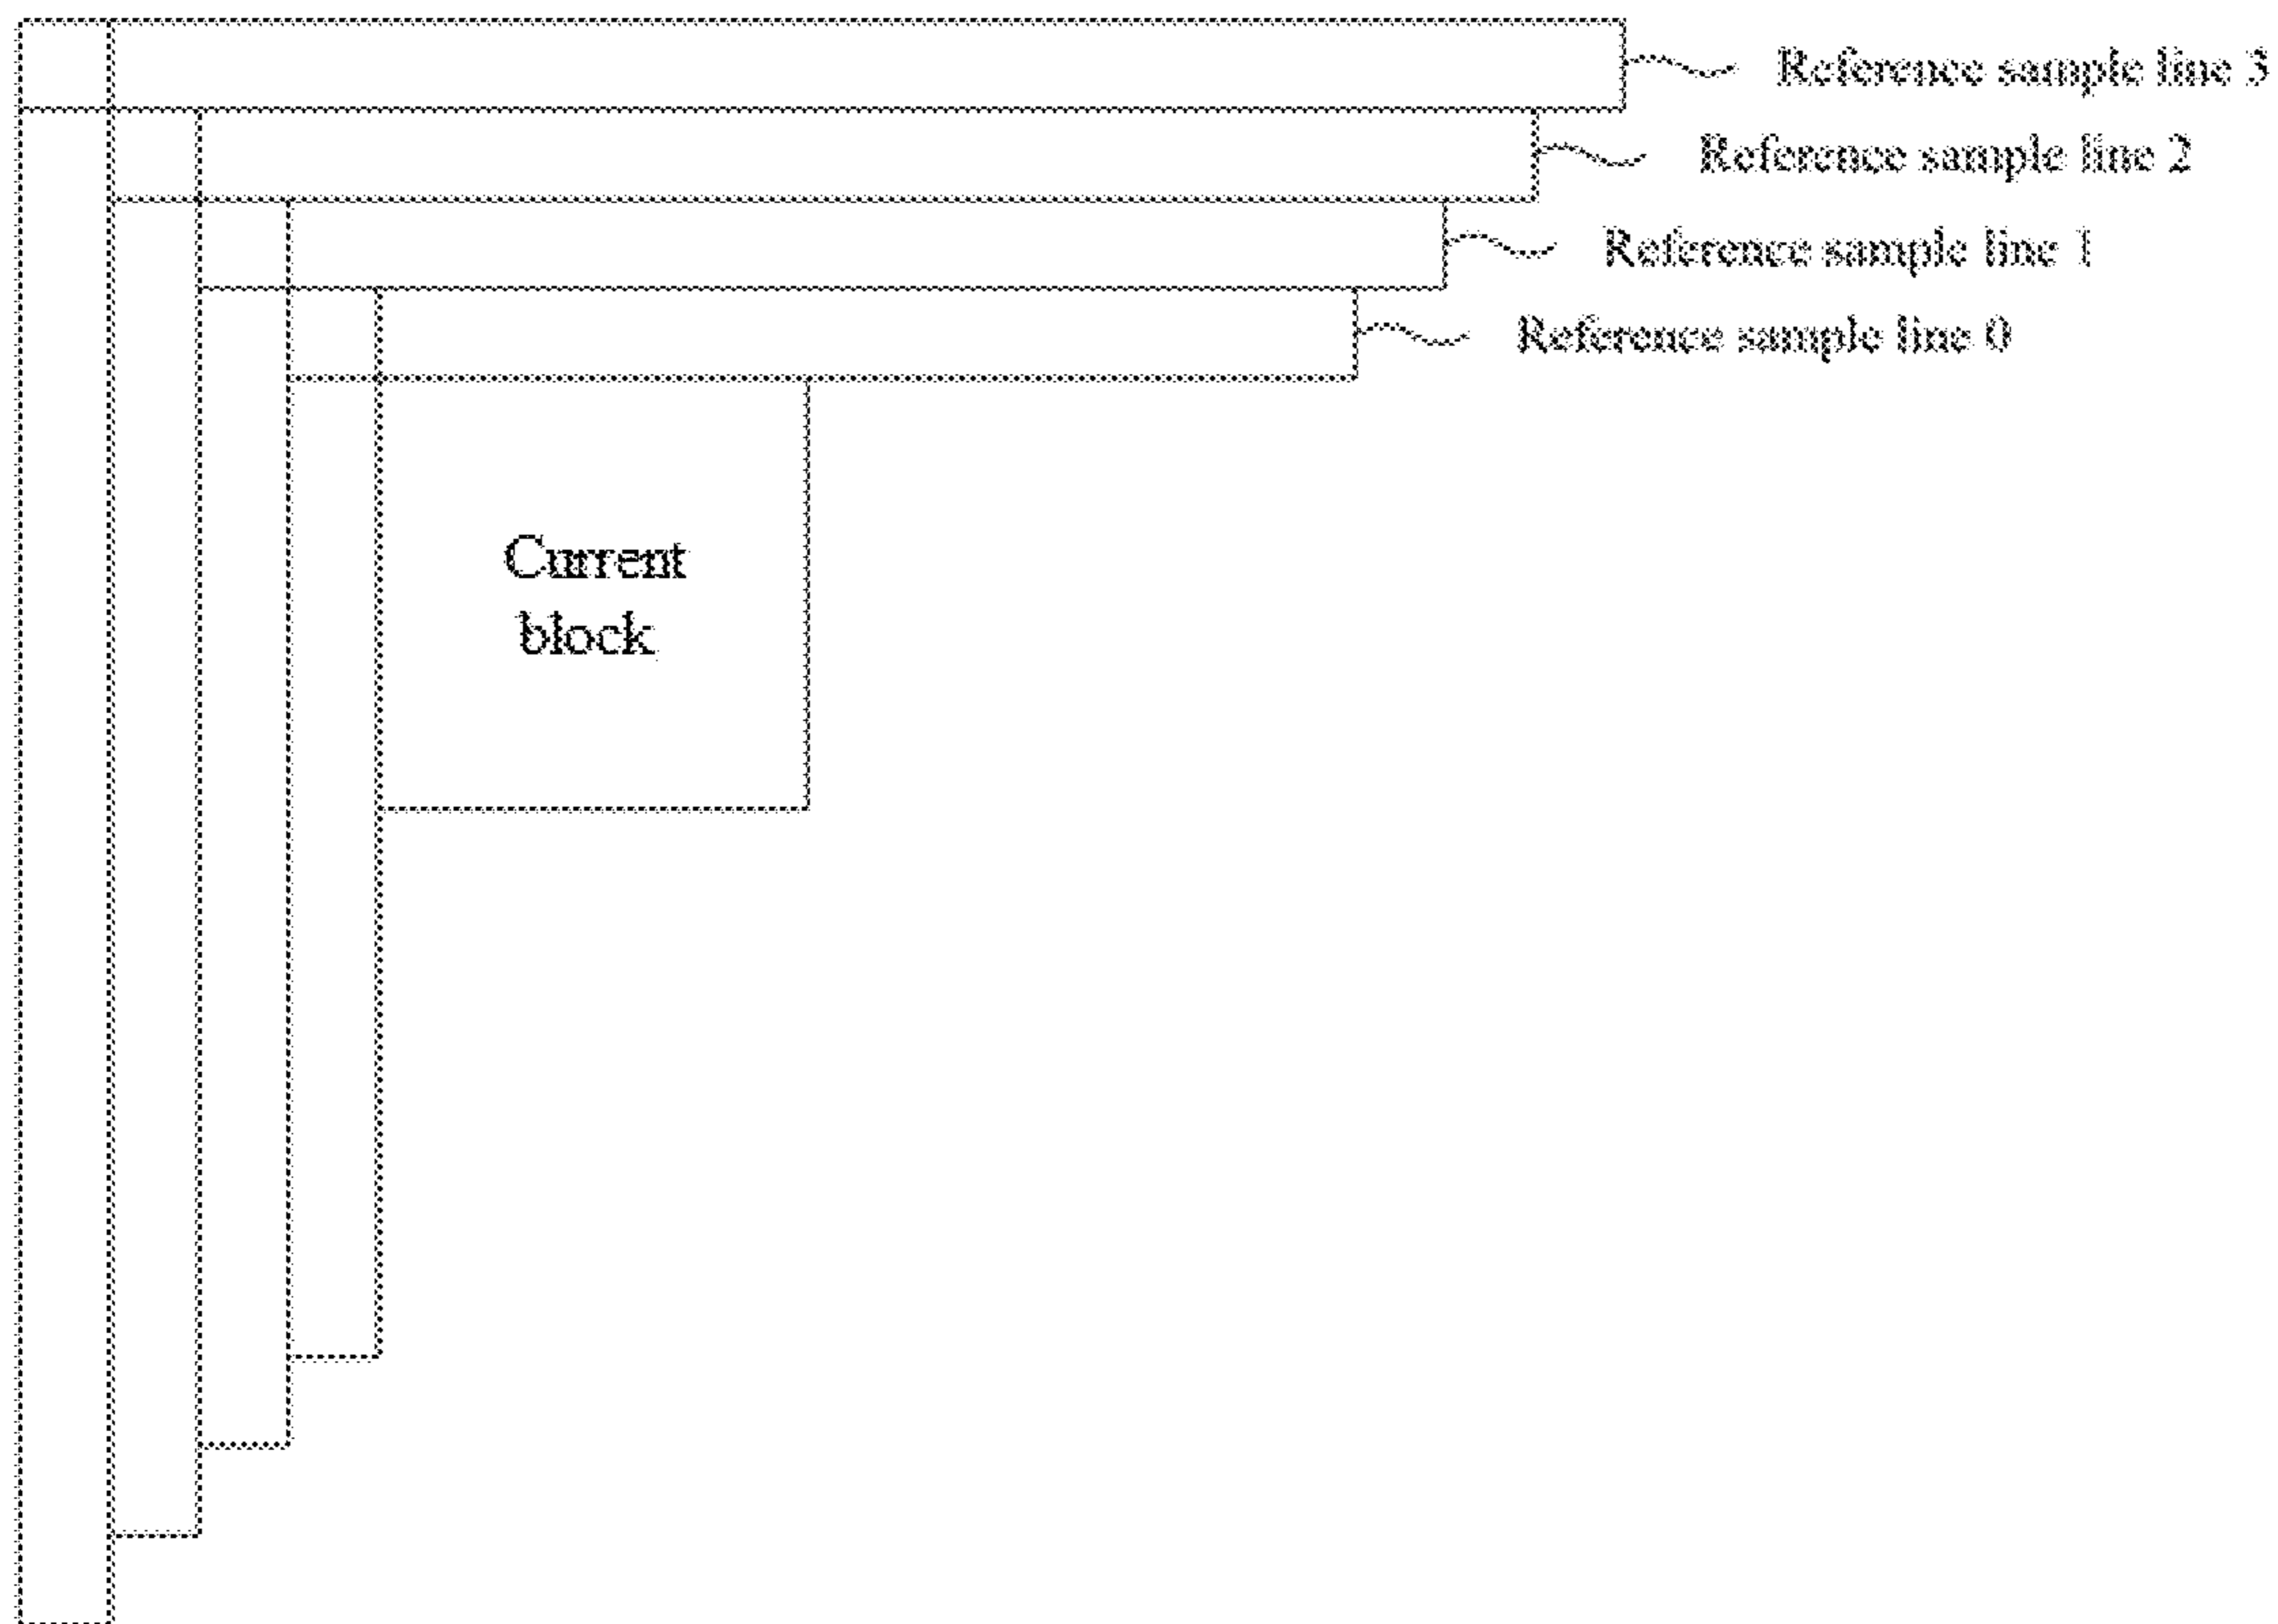 Reference sample line 3
Reference sample line 2
Reference sample line 1
Reference sample line 0
Current
block